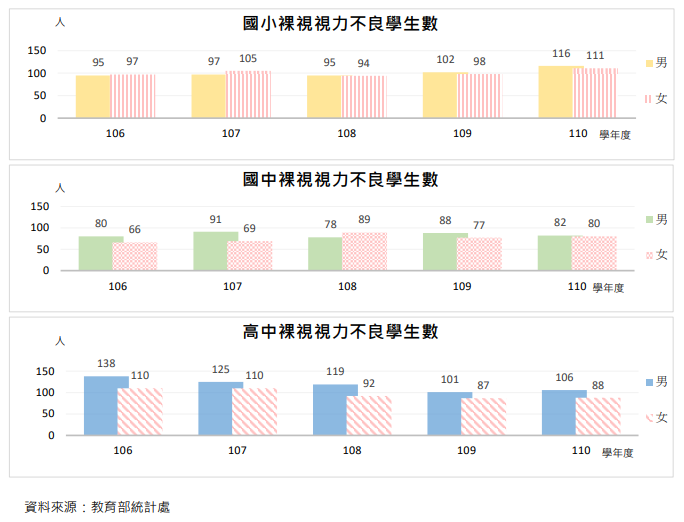 國小裸視視力不良學生數
人
150
100
50
0
95 97 97 105 95 94 102 98 116 111
男
女
106 107 108 109 110 學年度
國中裸視視力不良學生數
人
150
100
50
0
80 66 91 69 78 89 88 77 82 80
男
女
106 107 108 109 110 學年度
高中裸視視力不良學生數
人
150
100
50
0
138 110 125 110 119 92 101 87 106 88
男
女
106 107 108 109 110 學年度
資料來源：教育部統計處